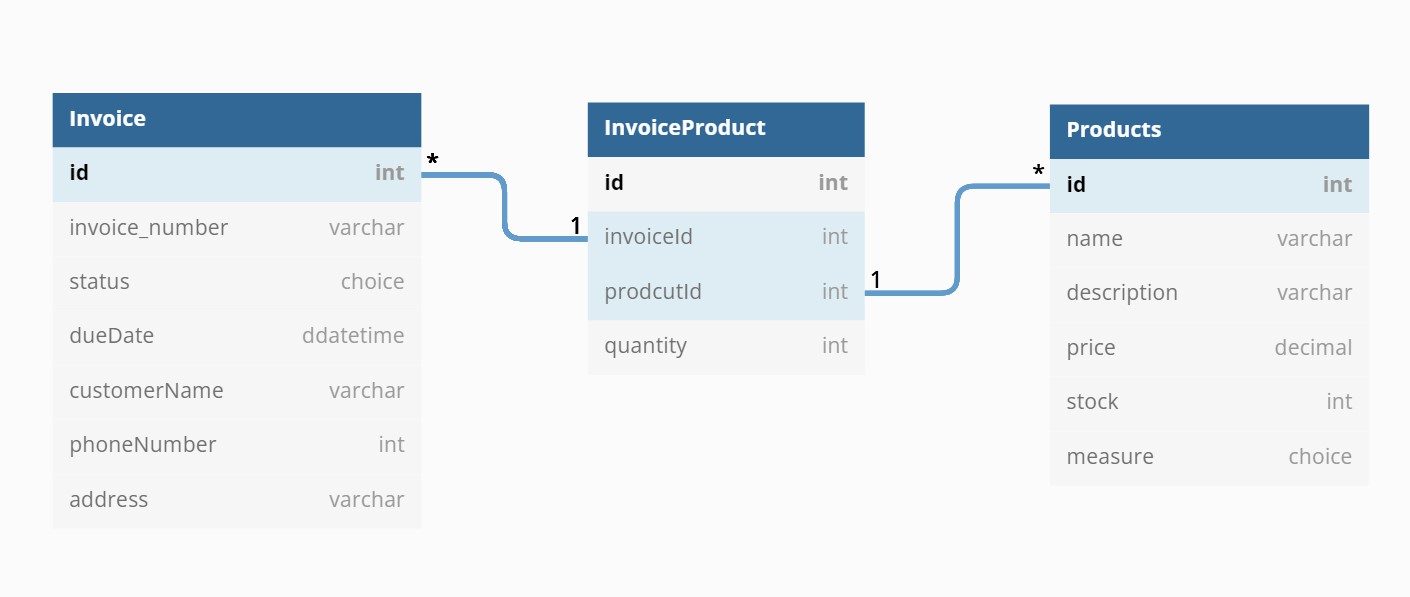 Invoice
id int
invoice_number varchar
status choice
dueDate ddatetime
customerName varchar
phoneNumber int
address varchar
*
1
InvoiceProduct
id int
invoiceId int
prodcutId int
quantity int
1
*
Products
id int
name varchar
description varchar
price decimal
stock int
measure choice